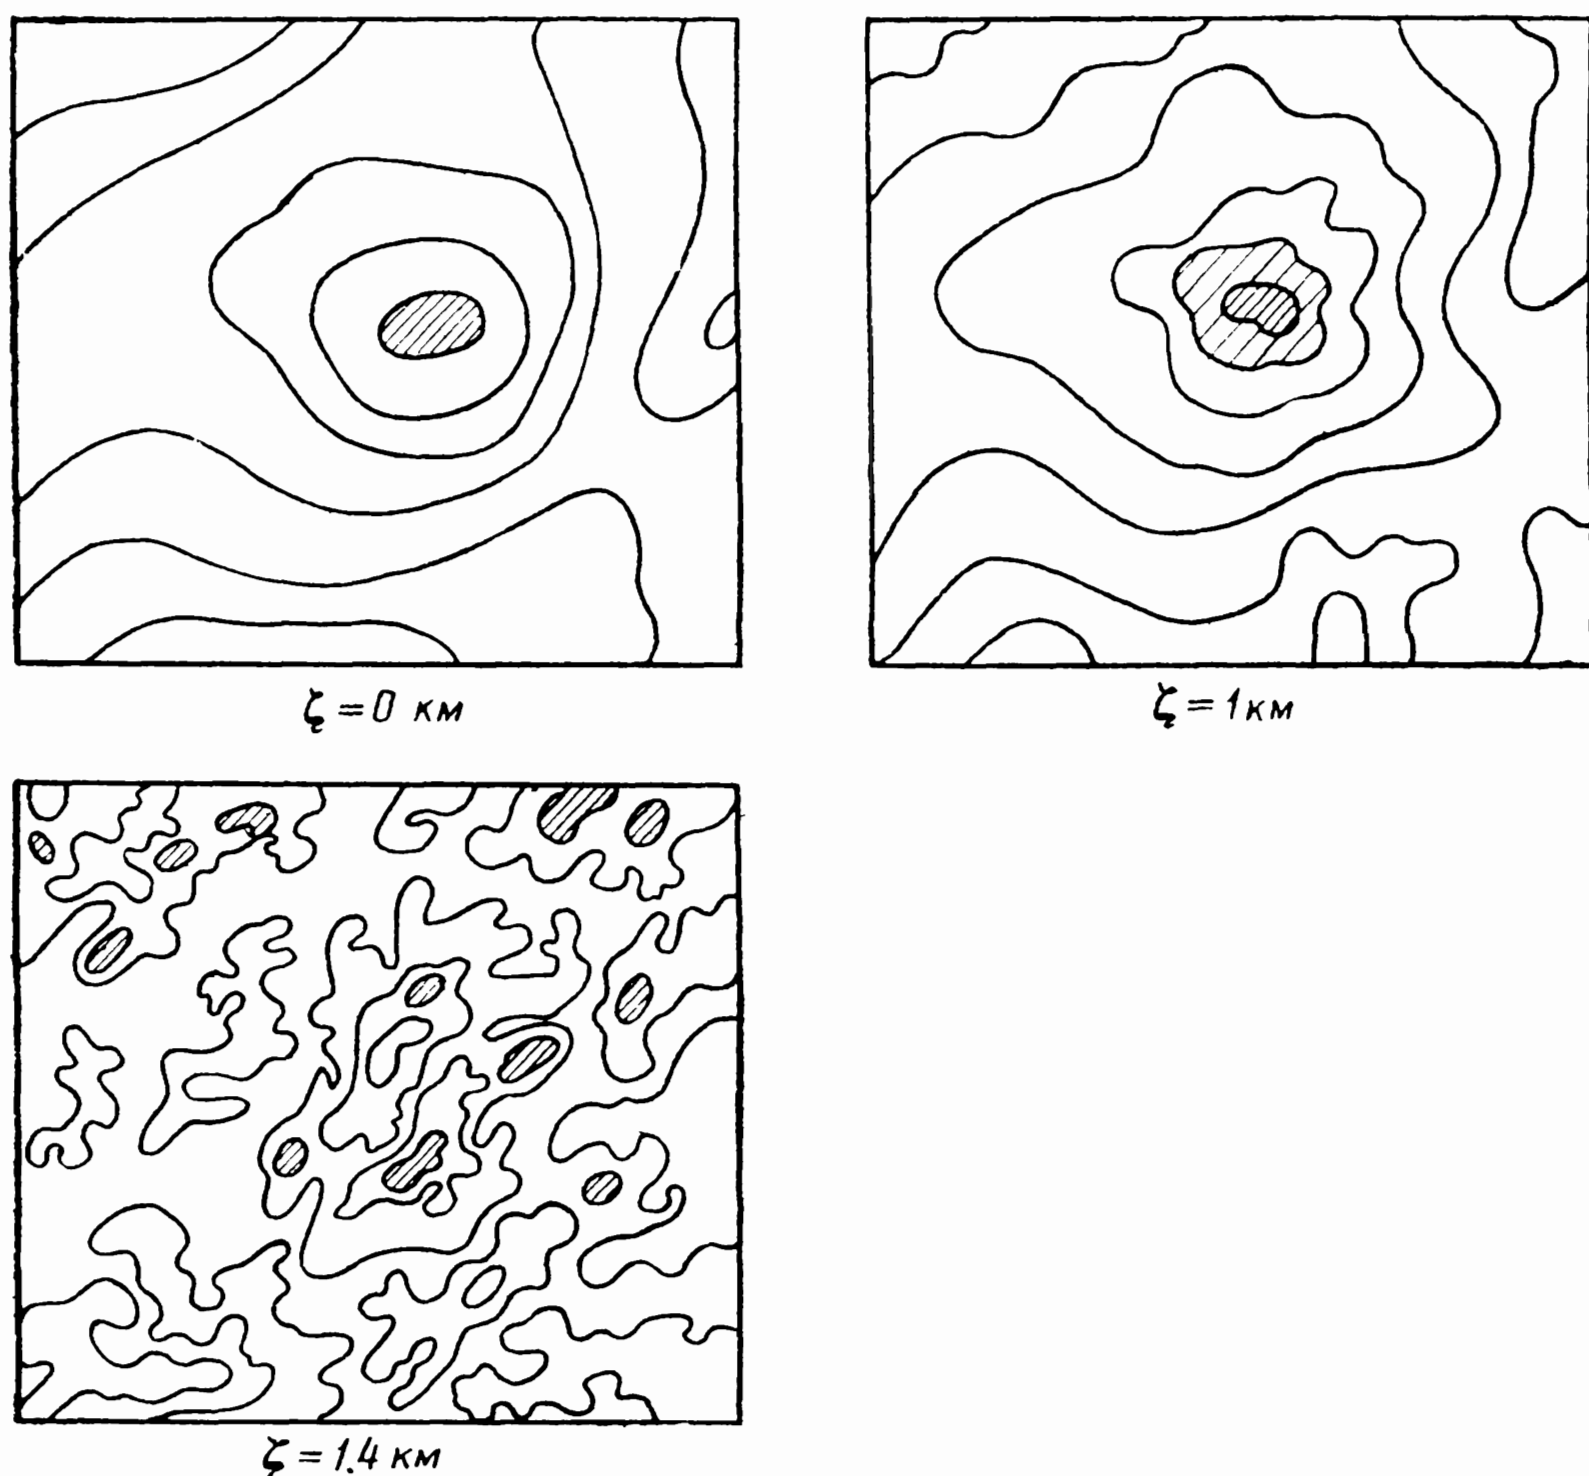 ζ = 0 км
ζ = 1 км
ζ = 1.4 км